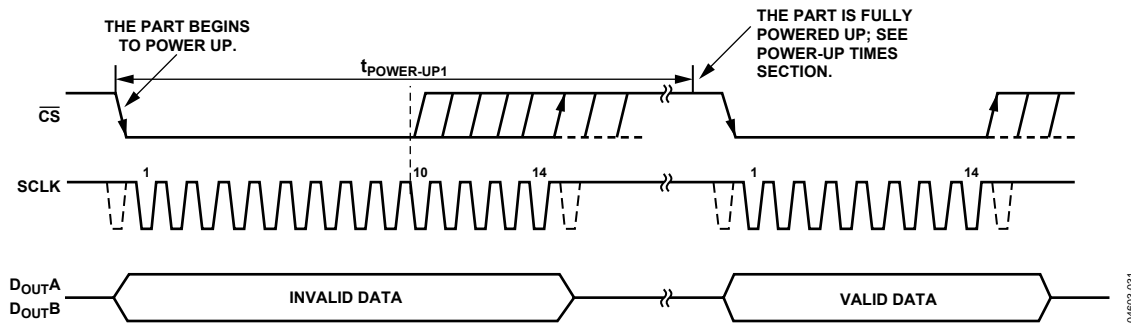 THE PART BEGINS
TO POWER UP.
THE PART IS FULLY
POWERED UP; SEE
POWER-UP TIMES
SECTION.
tPOWER-UP1
CS
SCLK
1
10
14
1
14
DOUTA
DOUTB
INVALID DATA
VALID DATA
04603-031